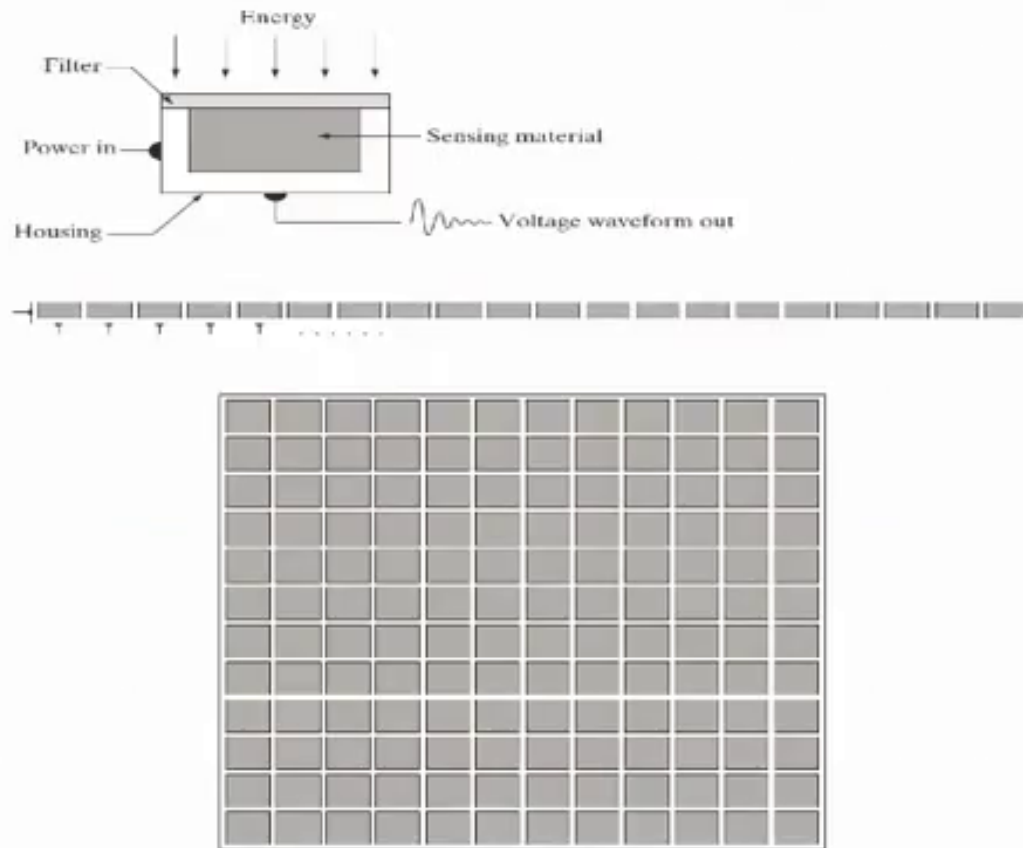 Energy
Filter
Sensing material
Power in
Housing
Voltage waveform out